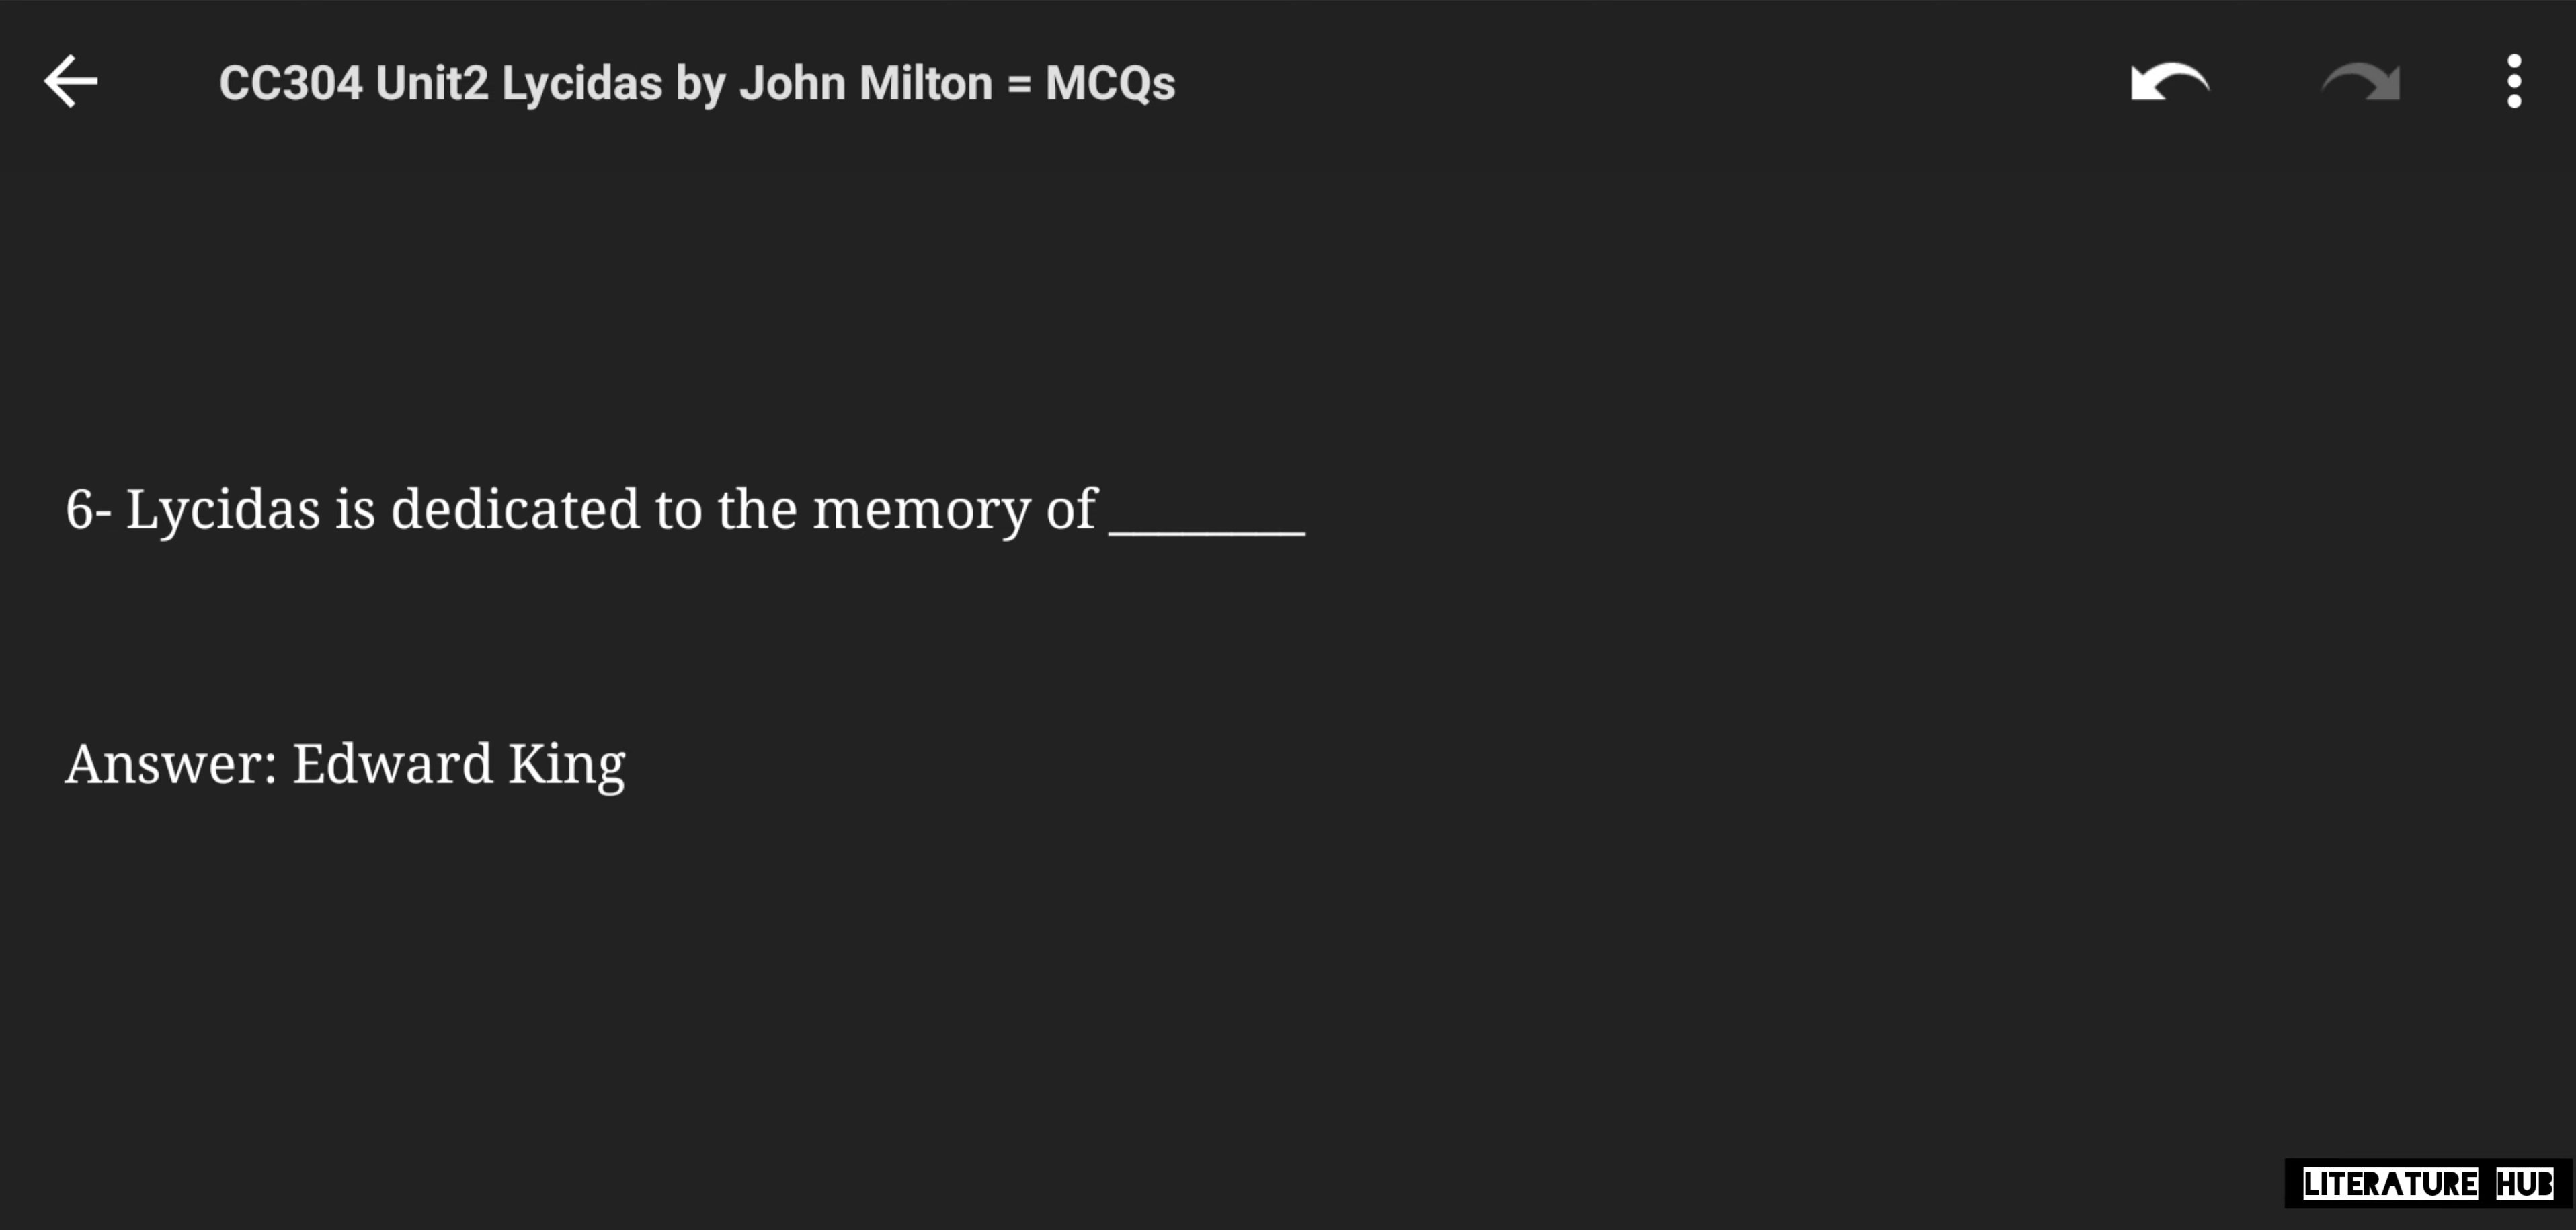 CC304 Unit2 Lycidas by John Milton = MCQs
6- Lycidas is dedicated to the memory of ________
Answer: Edward King
LITERATURE HUB